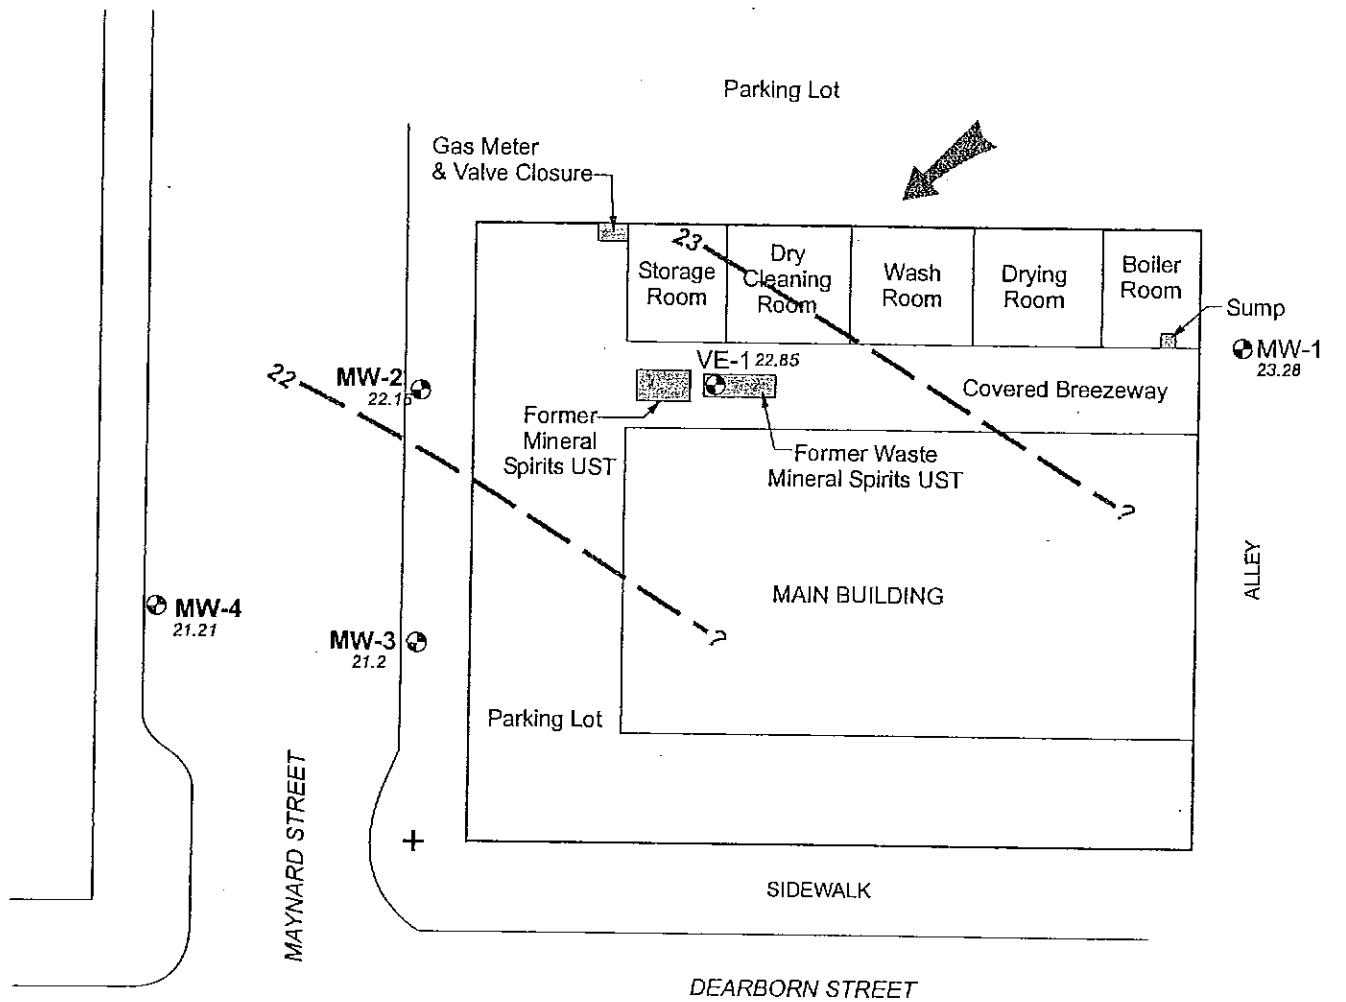 Parking Lot
Gas Meter
& Valve Closure
23
Storage
Room
Dry
Cleaning
Room
Wash
Room
Drying
Room
Boiler
Room
Sump
MW-1
23.28
22
MW-2
VE-1 22.85
Covered Breezeway
Former
Mineral
Spirits UST
Former Waste
Mineral Spirits UST
?
ALLEY
MW-4
21.21
MW-3
21.2
MAIN BUILDING
?
Parking Lot
MAYNARD STREET
SIDEWALK
DEARBORN STREET